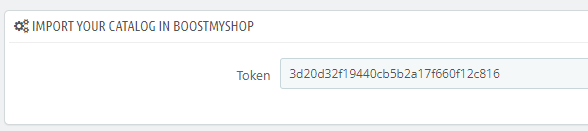 IMPORT YOUR CATALOG IN BOOSTMYSHOP
Token 3d20d32f19440cb5b2a17f660f12c816